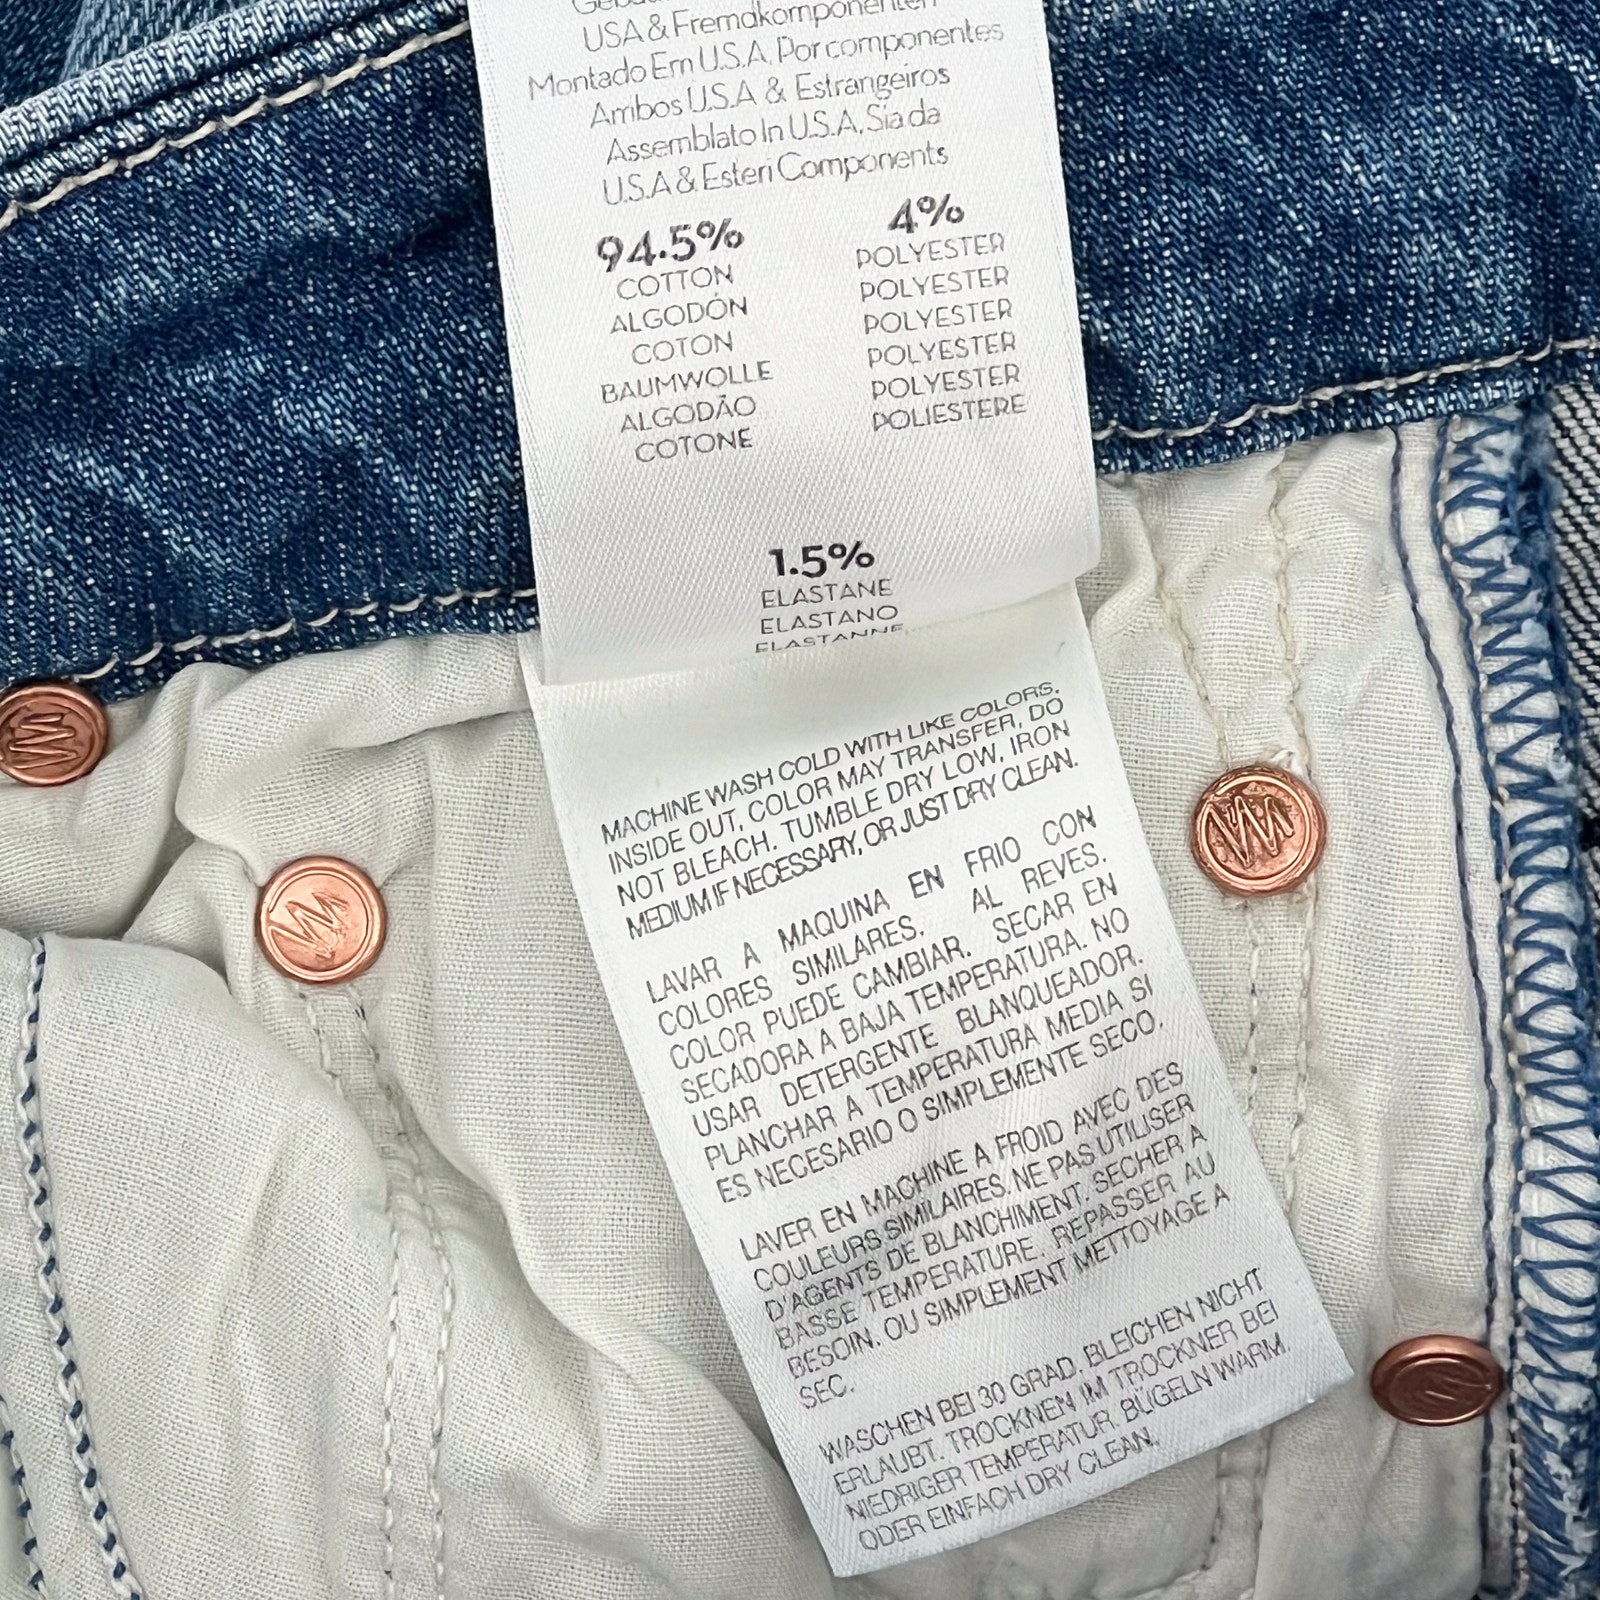 USA & Fremdkomponenten
Montado Em U.S.A, Por componentes
Ambos U.S.A & Estrangeiros
Assemblato In U.S.A, Sia da
U.S.A & Esteri Components
94.5%
COTTON
ALGODÓN
COTON
BAUMWOLLE
ALGODÃO
COTONE
4%
POLYESTER
POLYESTER
POLYESTER
POLYESTER
POLYESTER
POLIESTERE
1.5%
ELASTANE
ELASTANO
ELASTANNE
MACHINE WASH COLD WITH LIKE COLORS,
INSIDE OUT, COLOR MAY TRANSFER, DO
NOT BLEACH. TUMBLE DRY LOW, IRON
MEDIUM IF NECESSARY, OR JUST DRY CLEAN.
LAVAR A MAQUINA EN FRIO CON
COLORES SIMILARES. AL REVES.
COLOR PUEDE CAMBIAR. SECAR EN
SECADORA A BAJA TEMPERATURA. NO
USAR DETERGENTE BLANQUEADOR.
PLANCHAR A TEMPERATURA MEDIA SI
ES NECESARIO O SIMPLEMENTE SECO.
LAVER EN MACHINE A FROID AVEC DES
COULEURS SIMILAIRES. NE PAS UTILISER
D'AGENTS DE BLANCHIMENT. SECHER A
BASSE TEMPERATURE. REPASSER AU
BESOIN. OU SIMPLEMENT METTOYAGE A
SEC.
WASCHEN BEI 30 GRAD, BLEICHEN NICHT
ERLAUBT. TROCKNEN IM TROCKNER BEI
NIEDRIGER TEMPERATUR. BÜGELN WARM.
ODER EINFACH DRY CLEAN.